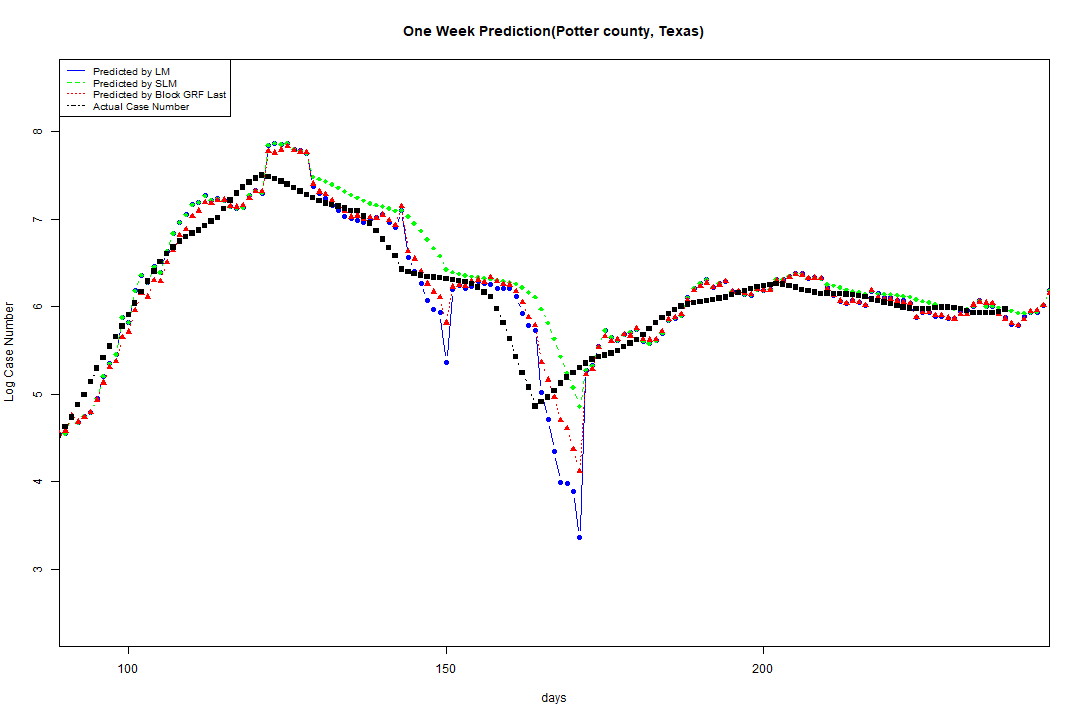 One Week Prediction(Potter county, Texas)
Predicted by LM
Predicted by SLM
Predicted by Block GRF Last
Actual Case Number
8
7
6
5
4
3
Log Case Number
100 150 200
days